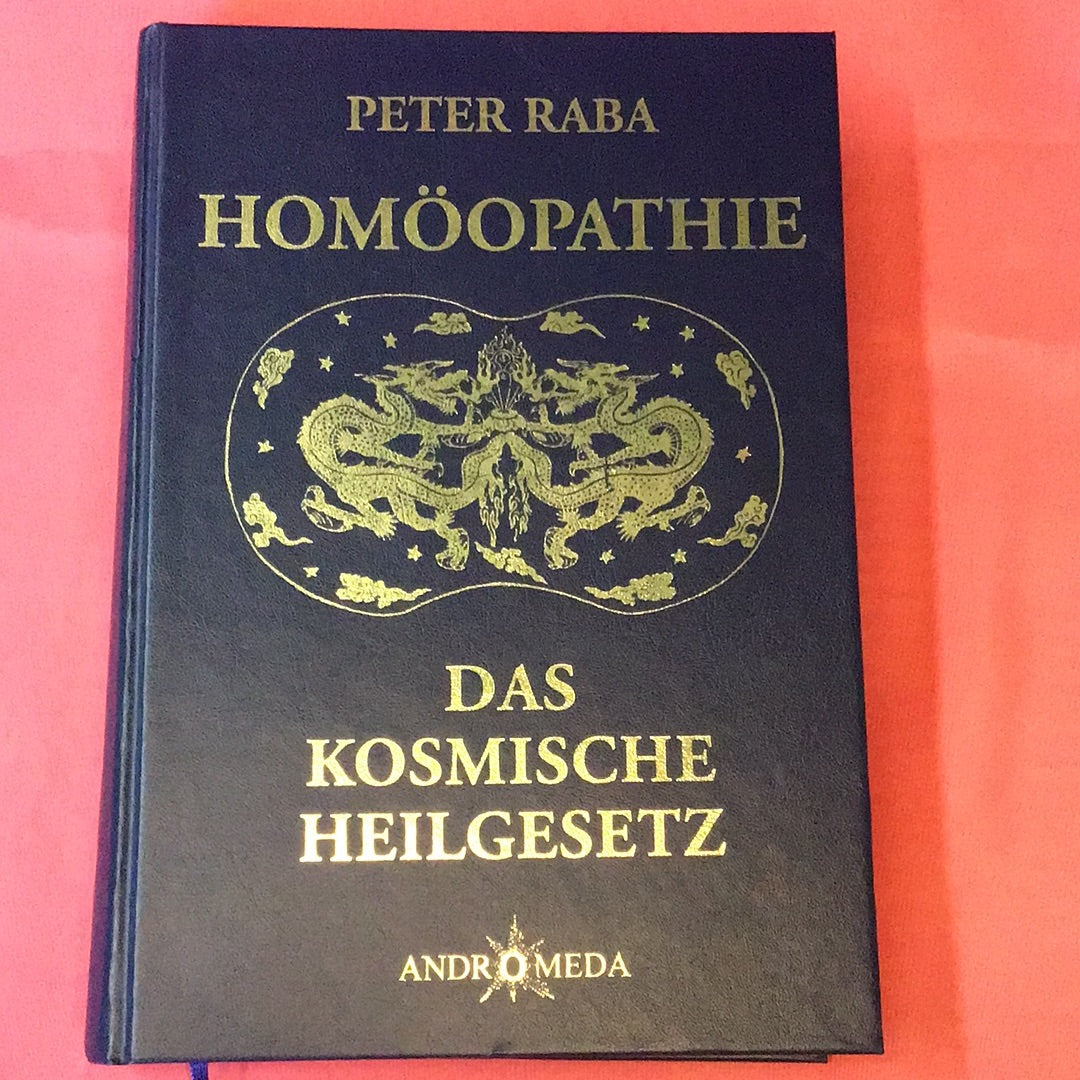 PETER RABA
HOMÖOPATHIE
DAS
KOSMISCHE
HEILGESETZ
ANDROMEDA